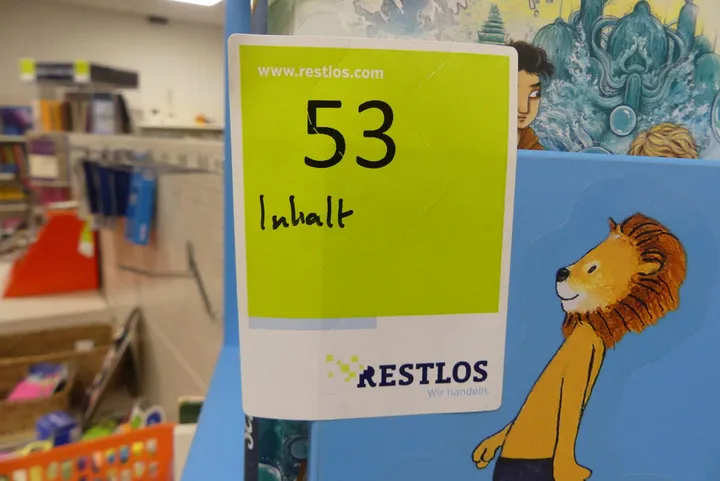 www.restlos.com
53
Inhalt
RESTLOS
Wir handeln.